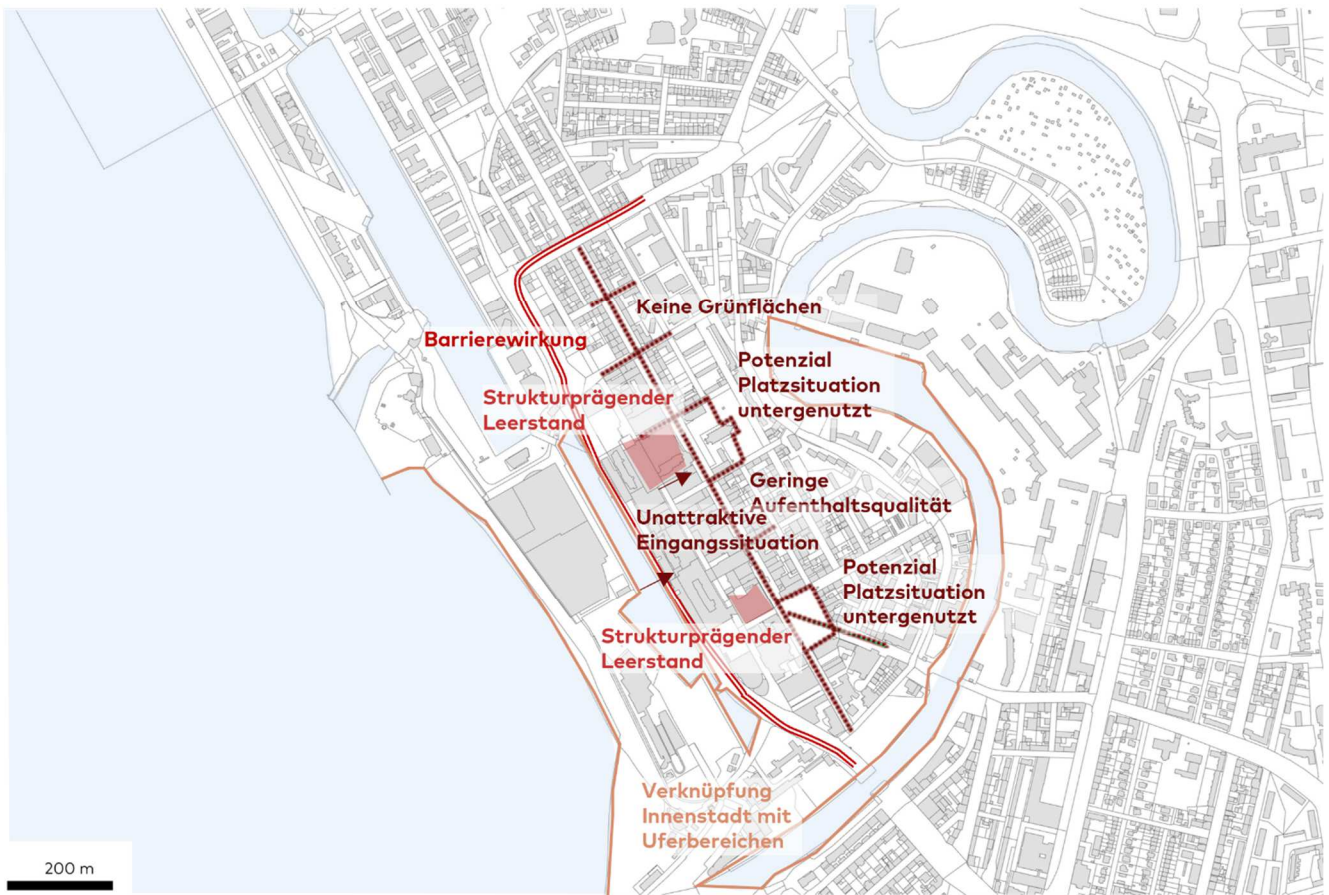 Keine Grünflächen
Barrierewirkung
Potenzial
Platzsituation
untergenutzt
Strukturprägender
Leerstand
Geringe
Aufenthaltsqualität
Unattraktive
Eingangssituation
Potenzial
Platzsituation
untergenutzt
Strukturprägender
Leerstand
Verknüpfung
Innenstadt mit
Uferbereichen
200 m